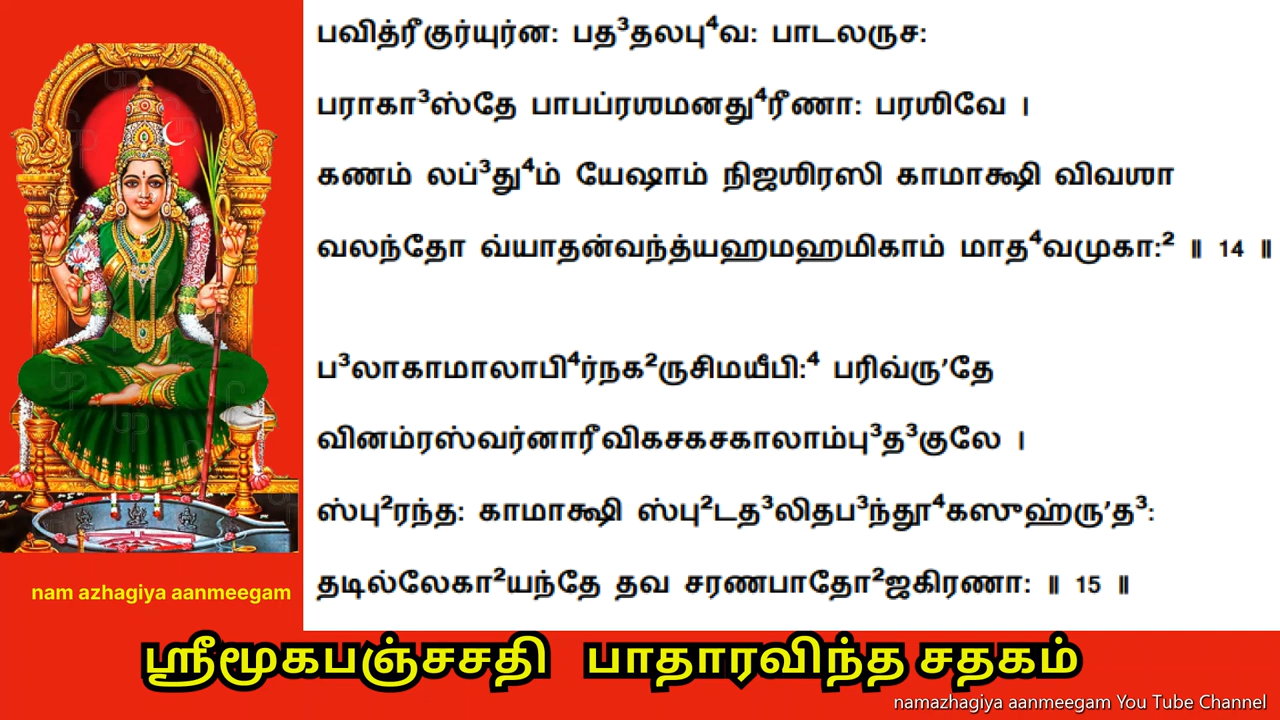 பவித்ரீகுர்யுர்ன: பத³தலபு⁴வ: பாடலருச:
பராகா³ஸ்தே பாபப்ரஶமனது⁴ரீணா: பரஶிவே ।
கணம் லப்³து⁴ம் யேஷாம் நிஜஶிரஸி காமாக்ஷி விவஶா
வலந்தோ வ்யாதன்வந்த்யஹமஹமிகாம் மாத⁴வமுகா:² ॥ 14 ॥
ப³லாகாமாலாபி⁴ர்நக²ருசிமயீபி:⁴ பரிவ்ரு’தே
வினம்ரஸ்வர்னாரீவிகசகசகாலாம்பு³த³குலே ।
ஸ்பு²ரந்த: காமாக்ஷி ஸ்பு²டத³லிதப³ந்தூ⁴கஸுஹ்ரு’த³:
தடில்லேகா²யந்தே தவ சரணபாதோ²ஜகிரணா: ॥ 15 ॥
nam azhagiya aanmeegam
ஸ்ரீமூகபஞ்சசதி பாதாரவிந்த சதகம்
namazhagiya aanmeegam You Tube Channel